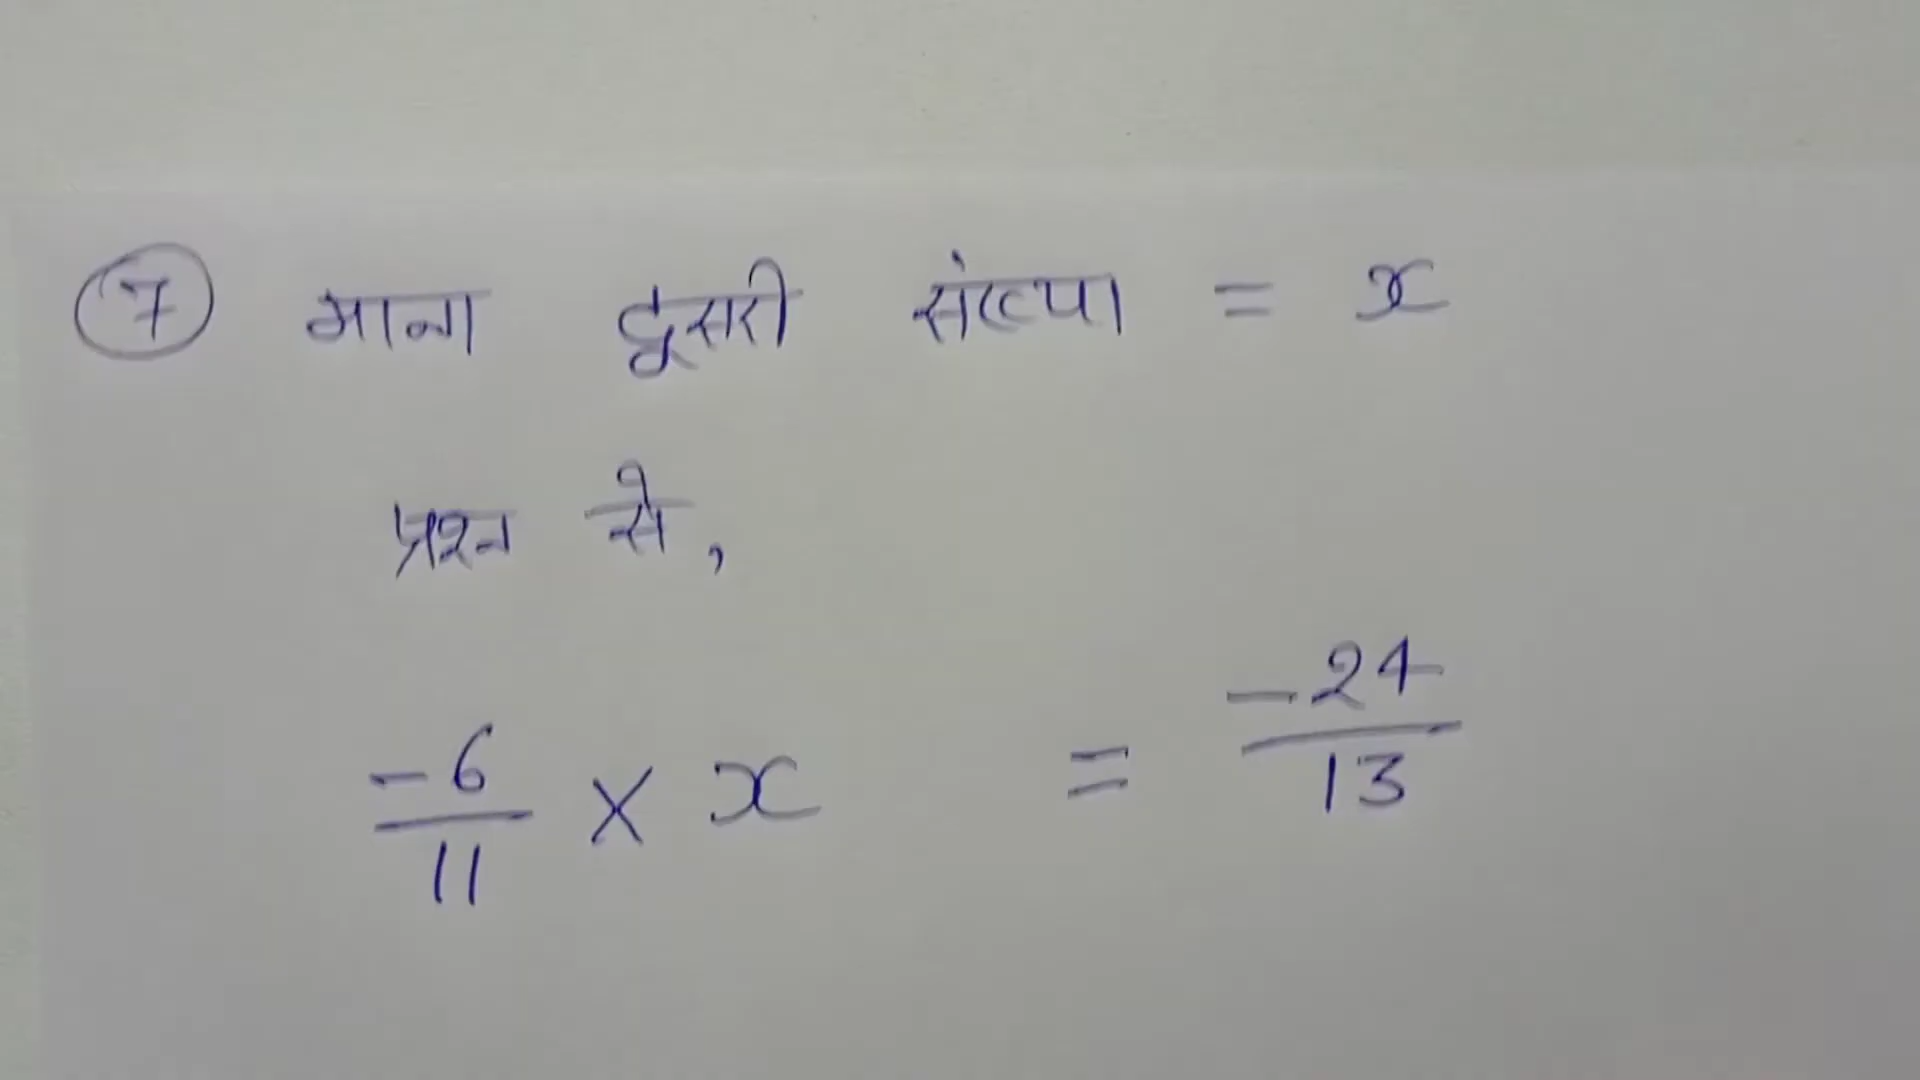 7 माना दूसरी संख्या = x
प्रश्न से,
-6/11 × x = -24/13